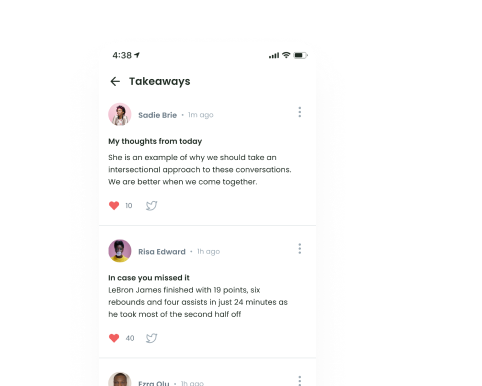 4:38
Takeaways
Sadie Brie • 1m ago
My thoughts from today
She is an example of why we should take an
intersectional approach to these conversations.
We are better when we come together.
10
Risa Edward • 1h ago
In case you missed it
LeBron James finished with 19 points, six
rebounds and four assists in just 24 minutes as
he took most of the second half off
40
Ezra Olu • 1h ago